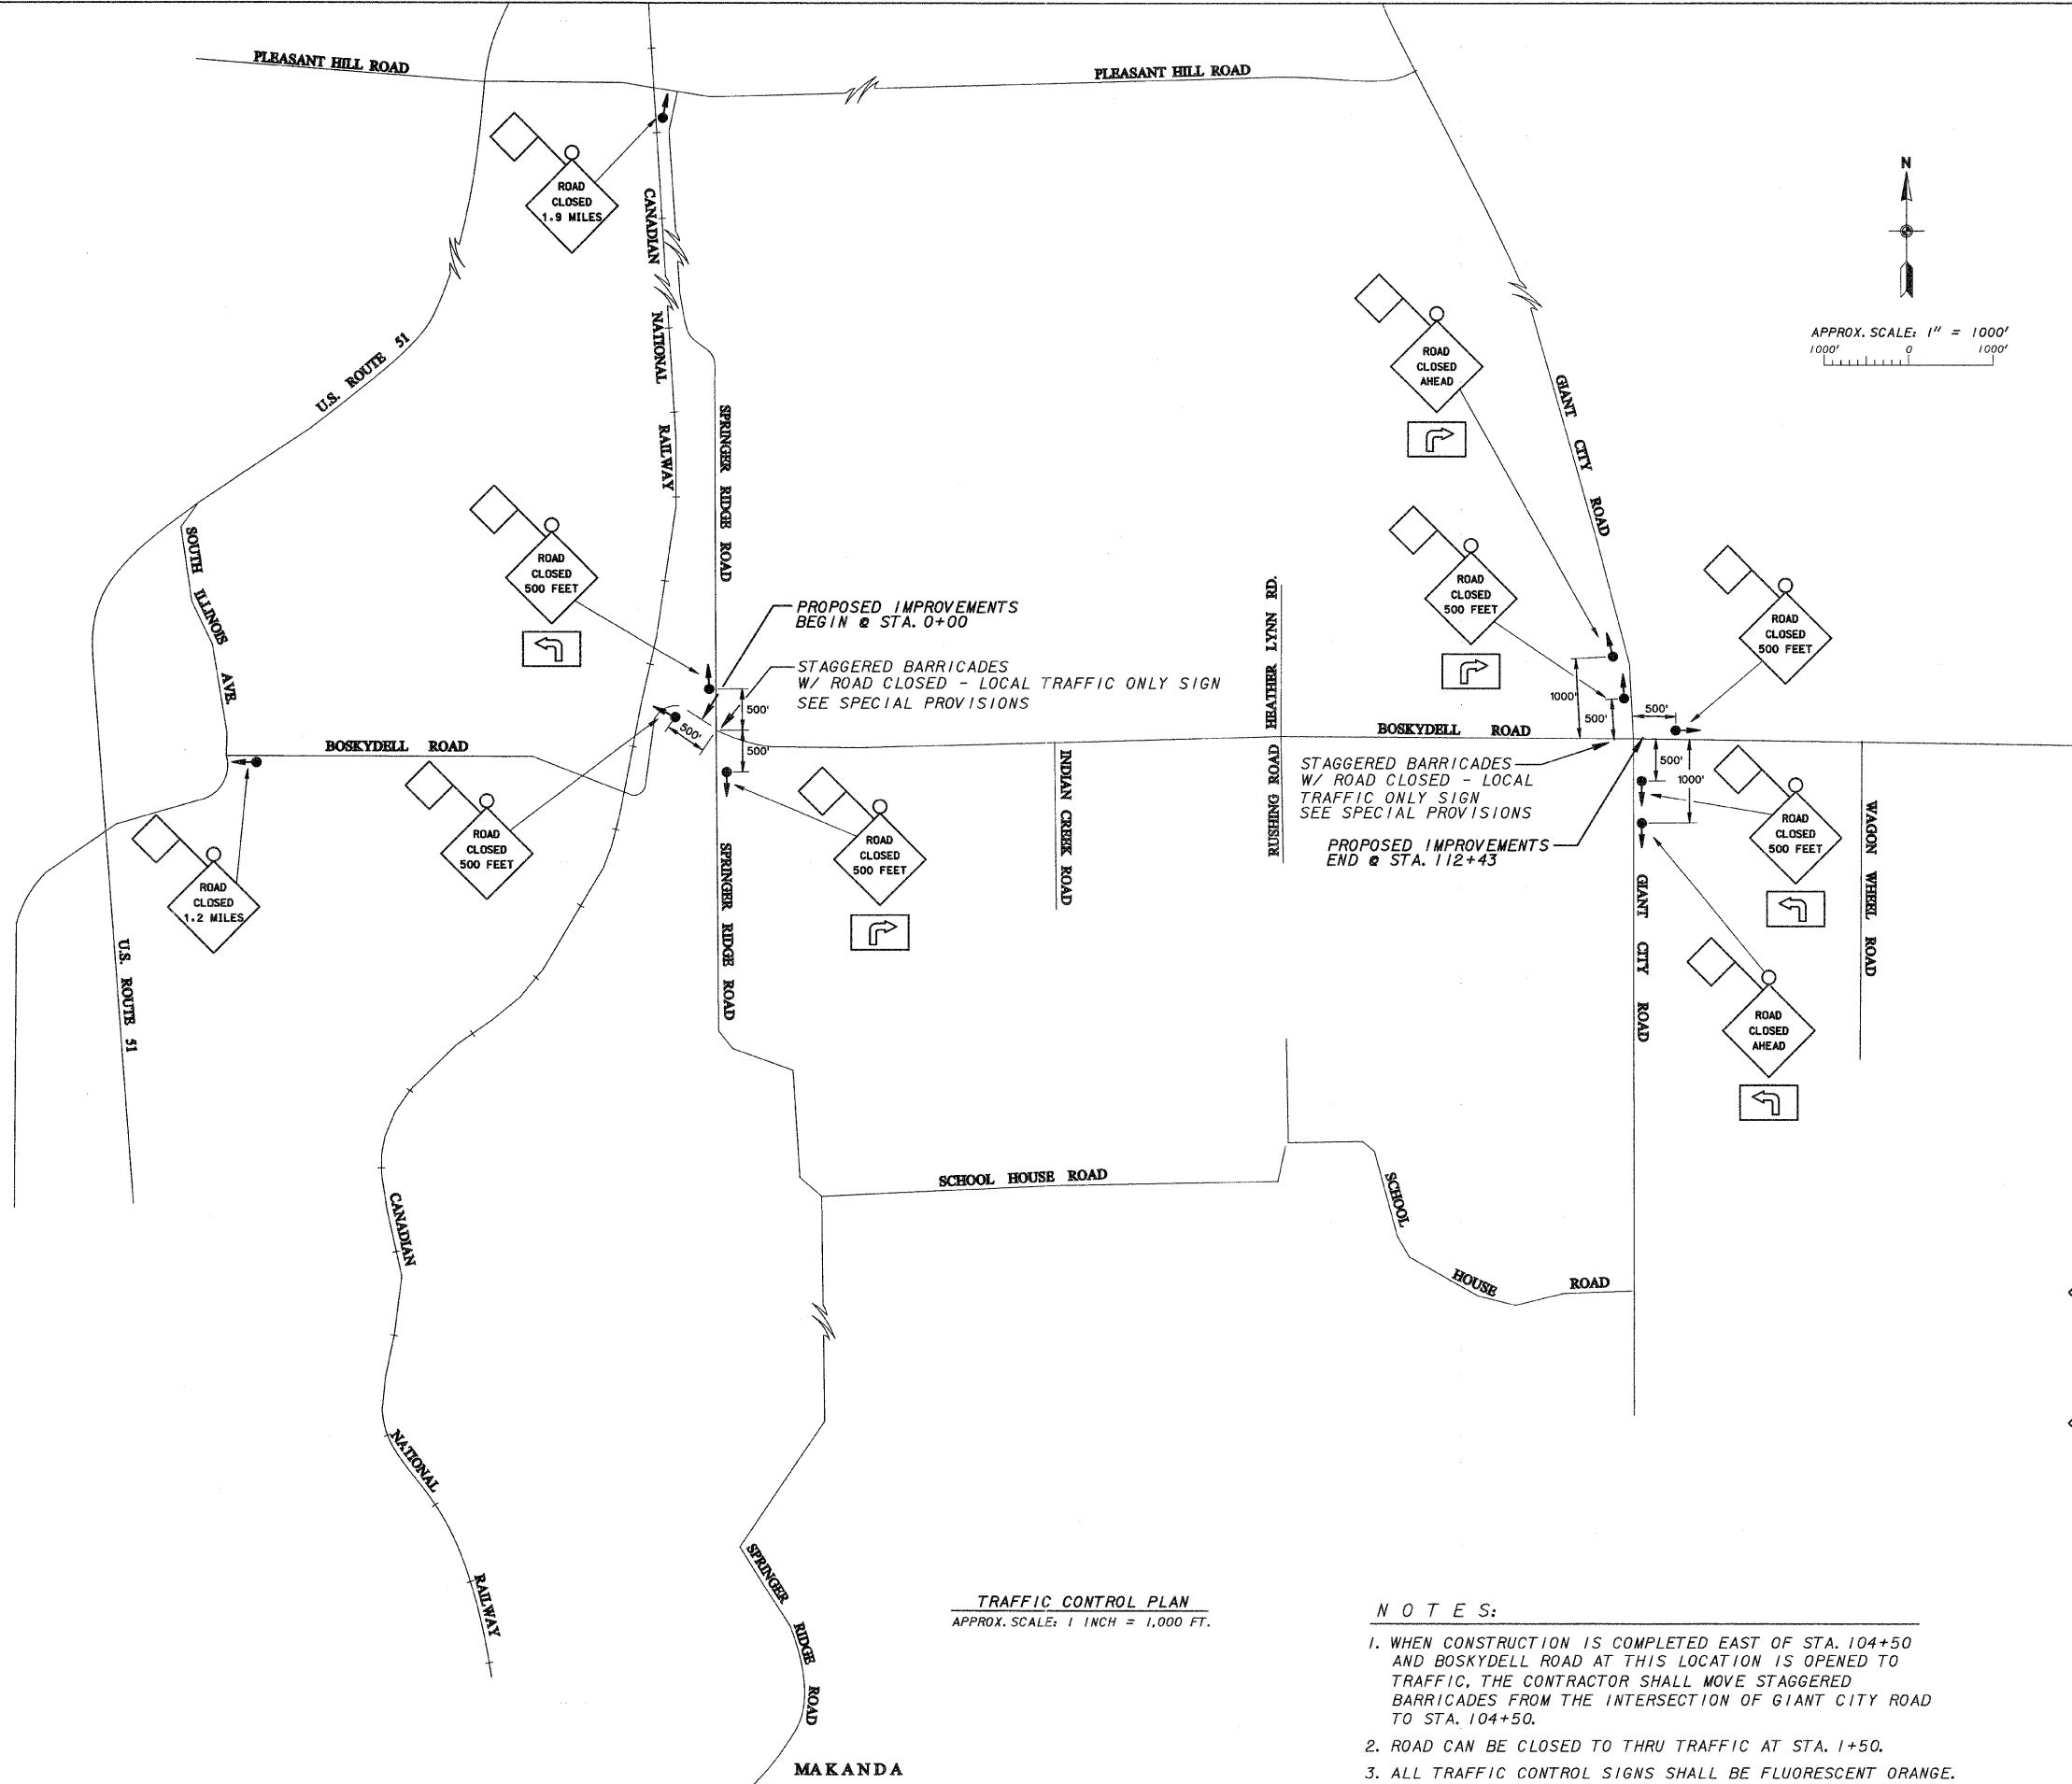 PLEASANT HILL ROAD
PLEASANT HILL ROAD
ROAD
CLOSED
1.9 MILES
CANADIAN
NATIONAL
RAILWAY
N
APPROX. SCALE: 1" = 1000'
1000' 0 1000'
U.S. ROUTE 51
ROAD
CLOSED
AHEAD
GIANT CITY ROAD
SPRINGER RIDGE ROAD
SOUTH ILLINOIS AVE.
ROAD
CLOSED
500 FEET
ROAD
CLOSED
500 FEET
ROAD
CLOSED
500 FEET
PROPOSED IMPROVEMENTS
BEGIN @ STA. 0+00
STAGGERED BARRICADES
W/ ROAD CLOSED - LOCAL TRAFFIC ONLY SIGN
SEE SPECIAL PROVISIONS
500'
500'
500'
1000'
500'
500'
500'
1000'
BOSKYDELL ROAD
BOSKYDELL ROAD
RUSHING ROAD HEATHER LYNN RD.
INDIAN CREEK ROAD
STAGGERED BARRICADES
W/ ROAD CLOSED - LOCAL
TRAFFIC ONLY SIGN
SEE SPECIAL PROVISIONS
PROPOSED IMPROVEMENTS
END @ STA. 112+43
ROAD
CLOSED
1.2 MILES
ROAD
CLOSED
500 FEET
ROAD
CLOSED
500 FEET
ROAD
CLOSED
500 FEET
WAGON WHEEL ROAD
U.S. ROUTE 51
SPRINGER RIDGE ROAD
GIANT CITY ROAD
ROAD
CLOSED
AHEAD
SCHOOL HOUSE ROAD
SCHOOL HOUSE ROAD
CANADIAN
NATIONAL
RAILWAY
SPRINGER RIDGE ROAD
MAKANDA
TRAFFIC CONTROL PLAN
APPROX. SCALE: 1 INCH = 1,000 FT.
N O T E S:
1. WHEN CONSTRUCTION IS COMPLETED EAST OF STA. 104+50
AND BOSKYDELL ROAD AT THIS LOCATION IS OPENED TO
TRAFFIC, THE CONTRACTOR SHALL MOVE STAGGERED
BARRICADES FROM THE INTERSECTION OF GIANT CITY ROAD
TO STA. 104+50.
2. ROAD CAN BE CLOSED TO THRU TRAFFIC AT STA. 1+50.
3. ALL TRAFFIC CONTROL SIGNS SHALL BE FLUORESCENT ORANGE.